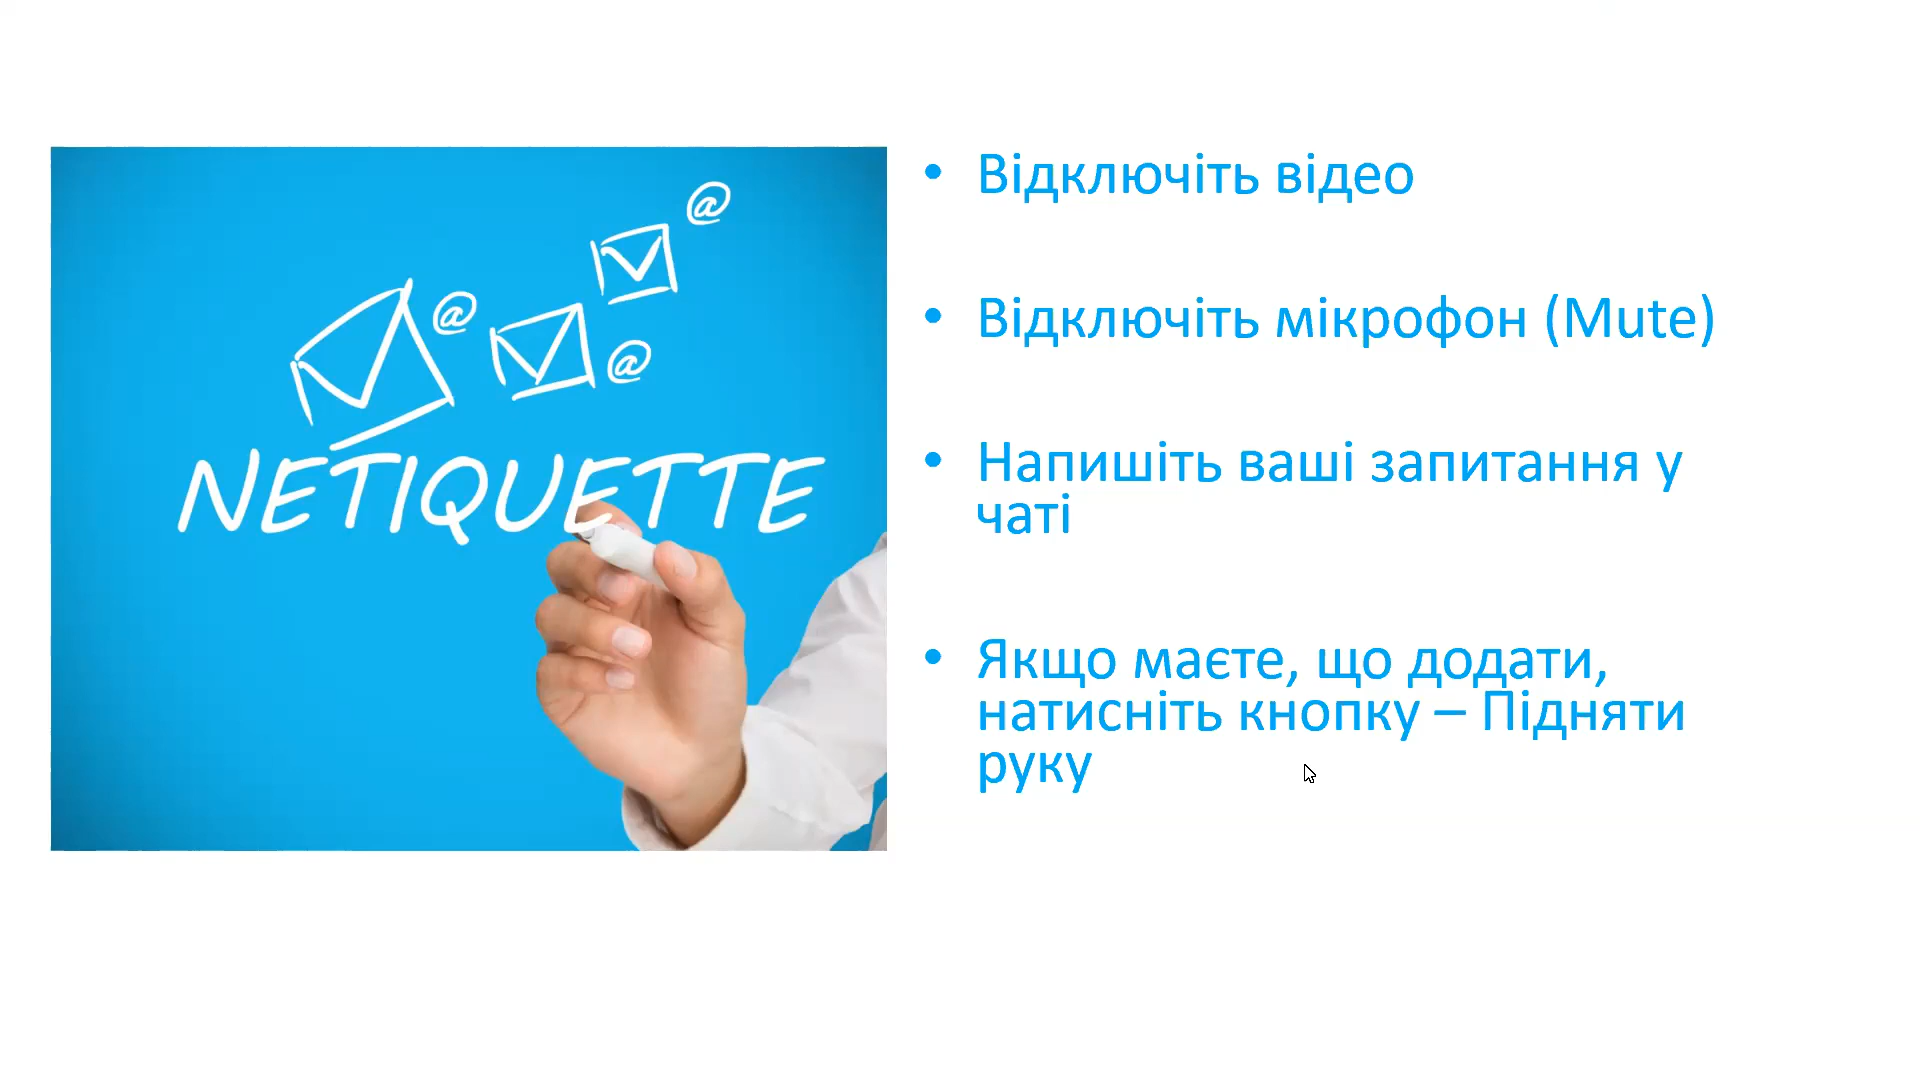 @
@
@
NETIQUETTE
• Відключіть відео
• Відключіть мікрофон (Mute)
• Напишіть ваші запитання у
чаті
• Якщо маєте, що додати,
натисніть кнопку – Підняти
руку